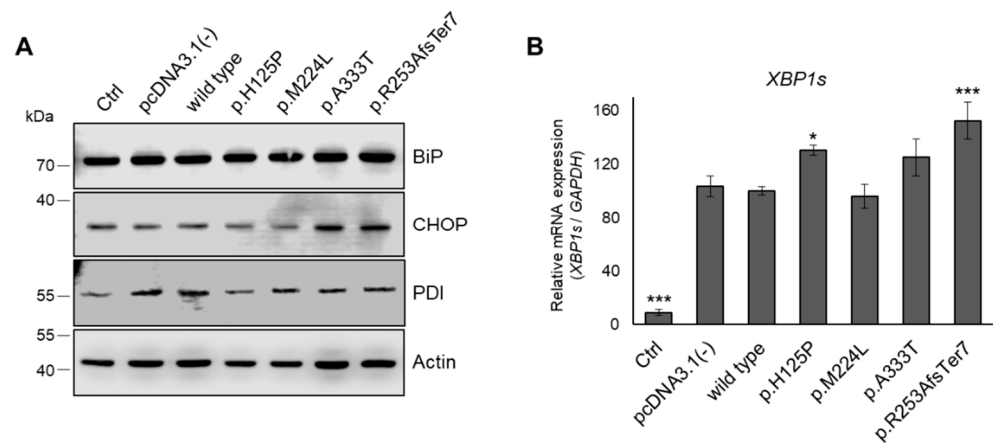 A
Ctrl
pcDNA3.1(-)
wild type
p.H125P
p.M224L
p.A333T
p.R253AfsTer7
kDa
70
BiP
40
CHOP
55
PDI
55
40
Actin
B
XBP1s
Relative mRNA expression
(XBP1s / GAPDH)
160
120
80
40
0
***
*
***
Ctrl
pcDNA3.1(-)
wild type
p.H125P
p.M224L
p.A333T
p.R253AfsTer7